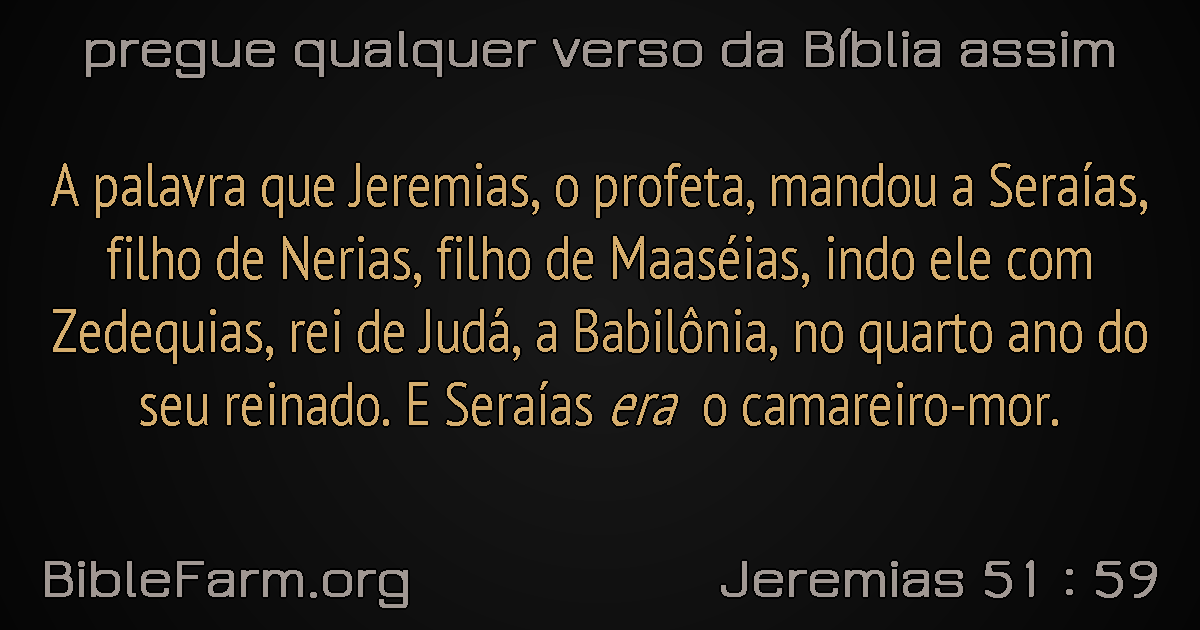 pregue qualquer verso da Bíblia assim
A palavra que Jeremias, o profeta, mandou a Seraías,
filho de Nerias, filho de Maaséias, indo ele com
Zedequias, rei de Judá, a Babilônia, no quarto ano do
seu reinado. E Seraías era o camareiro-mor.
BibleFarm.org
Jeremias 51 : 59